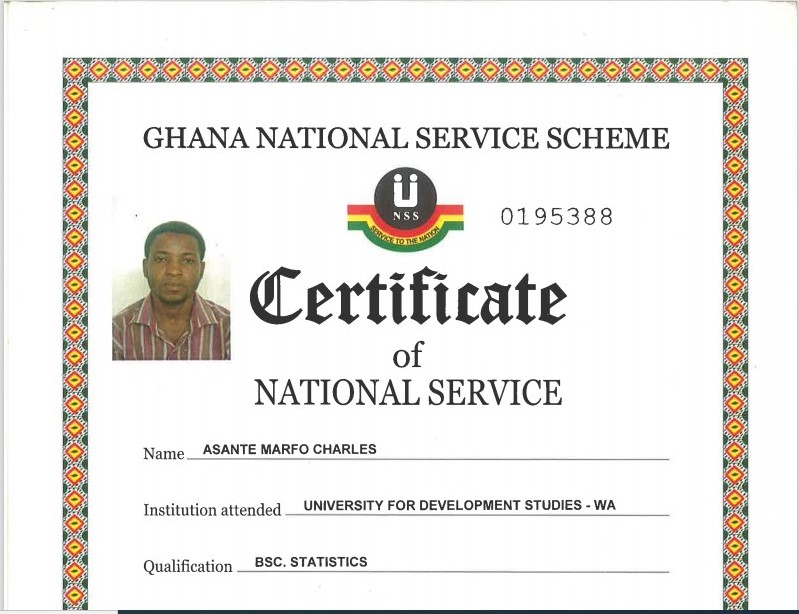 GHANA NATIONAL SERVICE SCHEME
NSS
SERVICE TO THE NATION
0195388
Certificate
of
NATIONAL SERVICE
Name ASANTE MARFO CHARLES
Institution attended UNIVERSITY FOR DEVELOPMENT STUDIES - WA
Qualification BSC. STATISTICS